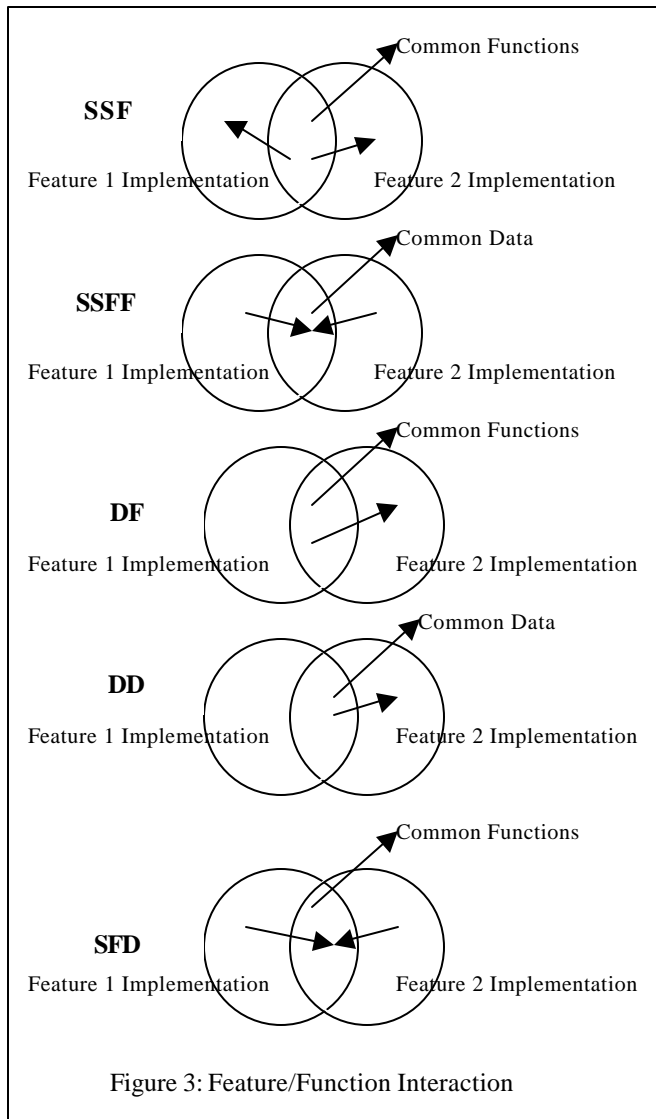 Common Functions
SSF
Feature 1 Implementation Feature 2 Implementation
Common Data
SSFF
Feature 1 Implementation Feature 2 Implementation
Common Functions
DF
Feature 1 Implementation Feature 2 Implementation
Common Data
DD
Feature 1 Implementation Feature 2 Implementation
Common Functions
SFD
Feature 1 Implementation Feature 2 Implementation
Figure 3: Feature/Function Interaction